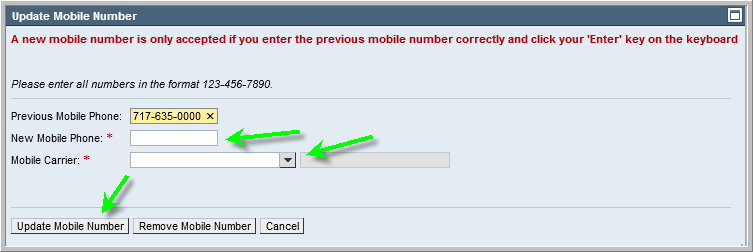 Update Mobile Number
A new mobile number is only accepted if you enter the previous mobile number correctly and click your 'Enter' key on the keyboard
Please enter all numbers in the format 123-456-7890.
Previous Mobile Phone: 717-635-0000 ×
New Mobile Phone: *
Mobile Carrier: *
Update Mobile Number Remove Mobile Number Cancel